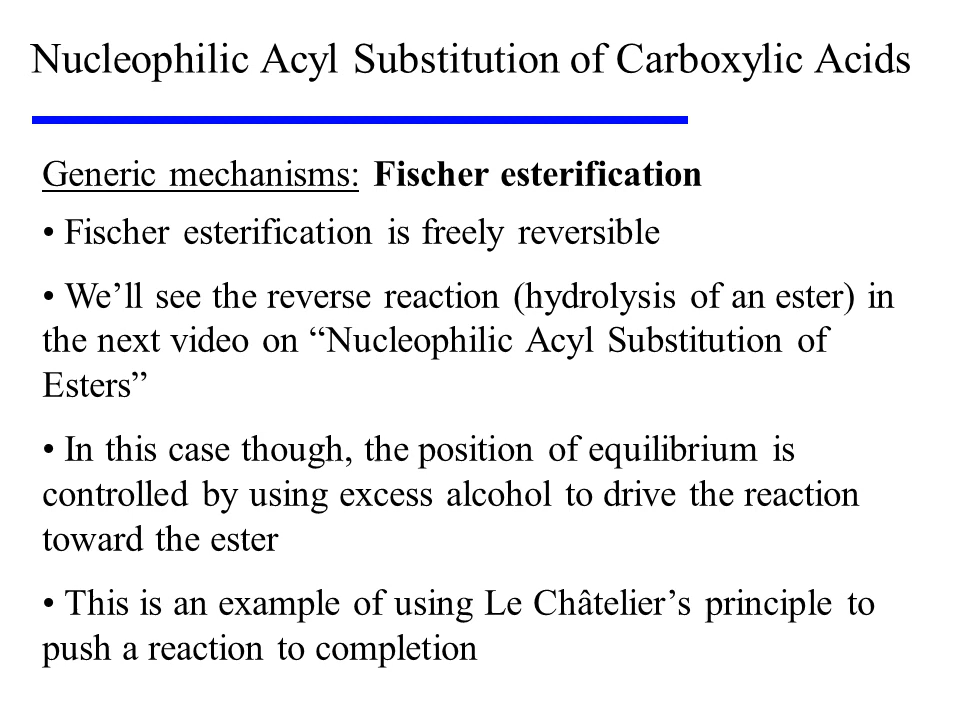 Nucleophilic Acyl Substitution of Carboxylic Acids
Generic mechanisms: Fischer esterification
• Fischer esterification is freely reversible
• We’ll see the reverse reaction (hydrolysis of an ester) in
the next video on “Nucleophilic Acyl Substitution of
Esters”
• In this case though, the position of equilibrium is
controlled by using excess alcohol to drive the reaction
toward the ester
• This is an example of using Le Châtelier’s principle to
push a reaction to completion